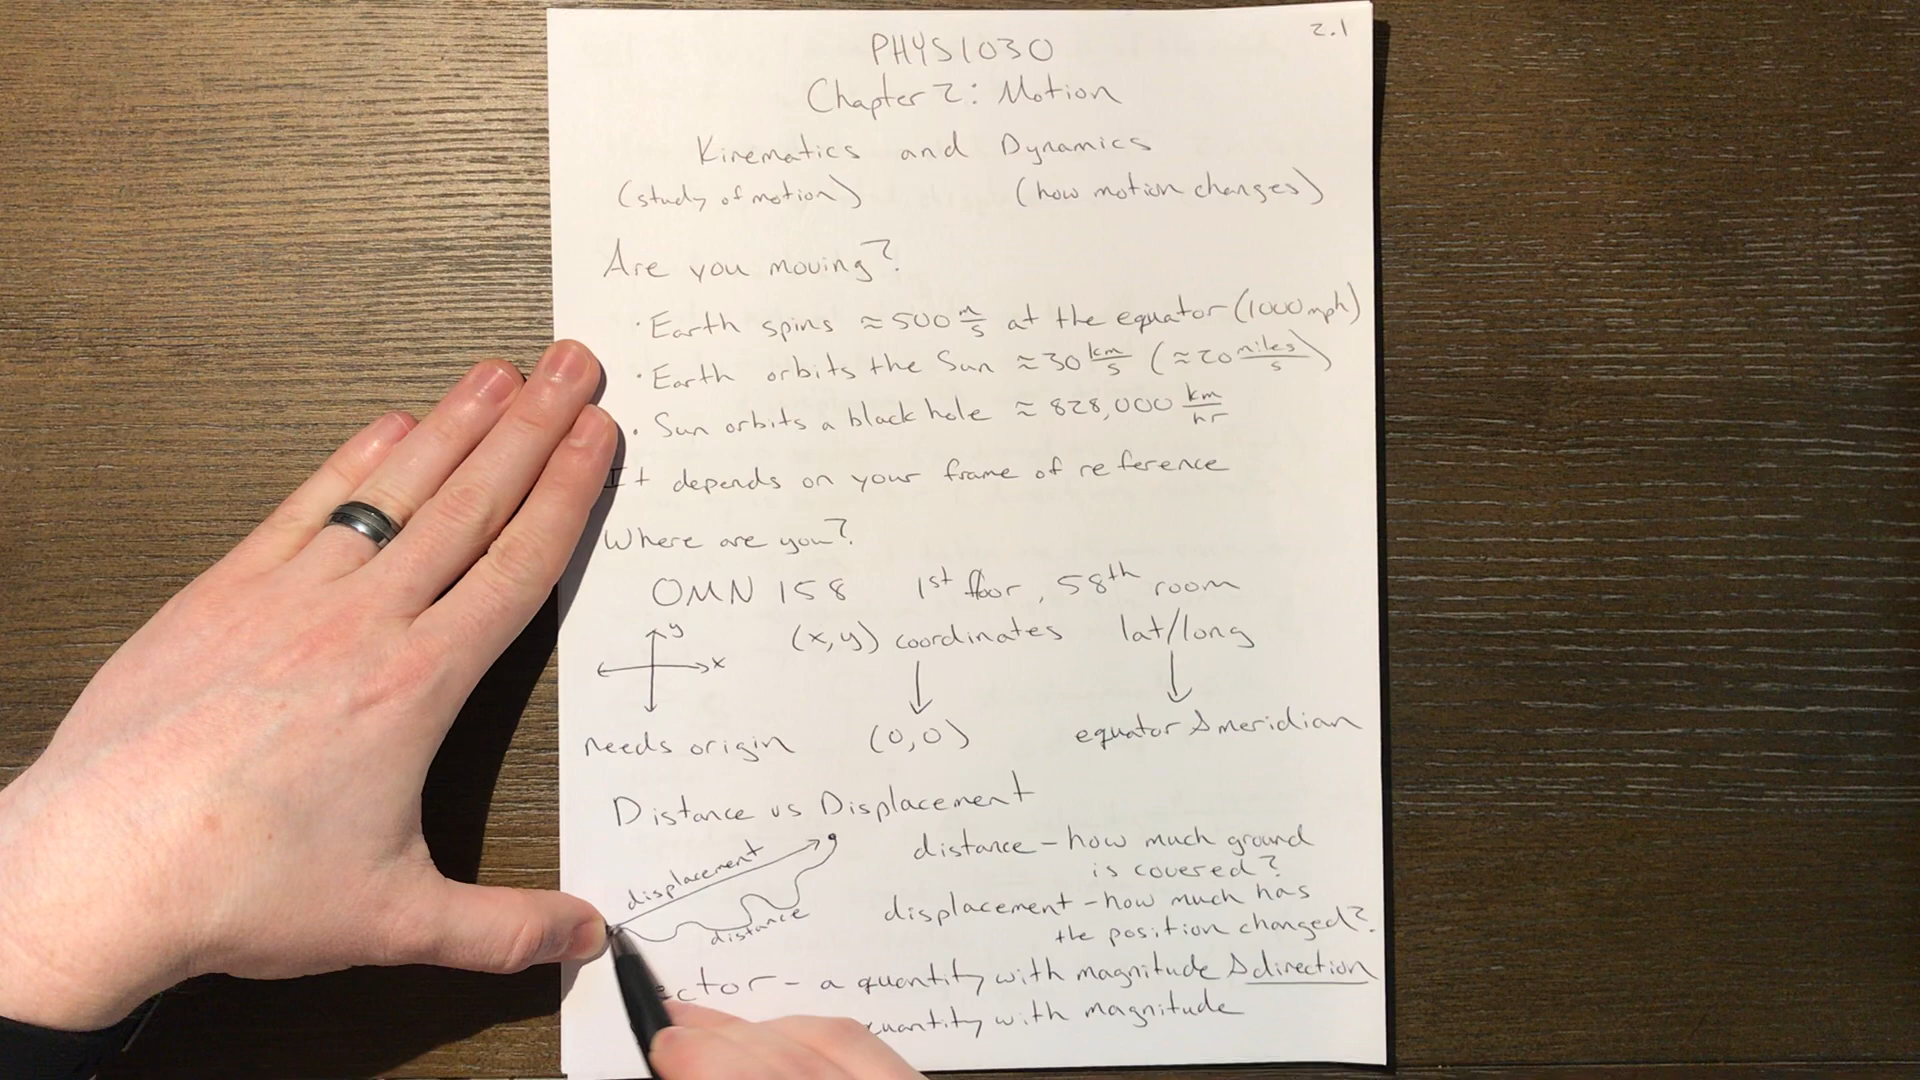 2.1
PHYS1030
Chapter 2: Motion
Kinematics and Dynamics
(study of motion) (how motion changes)
Are you moving?
· Earth spins ≈ 500 m/s at the equator (1000 mph)
· Earth orbits the Sun ≈ 30 km/s (≈ 20 miles/s)
· Sun orbits a black hole ≈ 828,000 km/hr
It depends on your frame of reference
Where are you?
OMN 158 1st floor, 58th room
y
x
(x,y) coordinates lat/long
needs origin (0,0) equator & meridian
Distance vs Displacement
displacement
distance
distance - how much ground
is covered?
displacement - how much has
the position changed?
ector - a quantity with magnitude & direction
quantity with magnitude